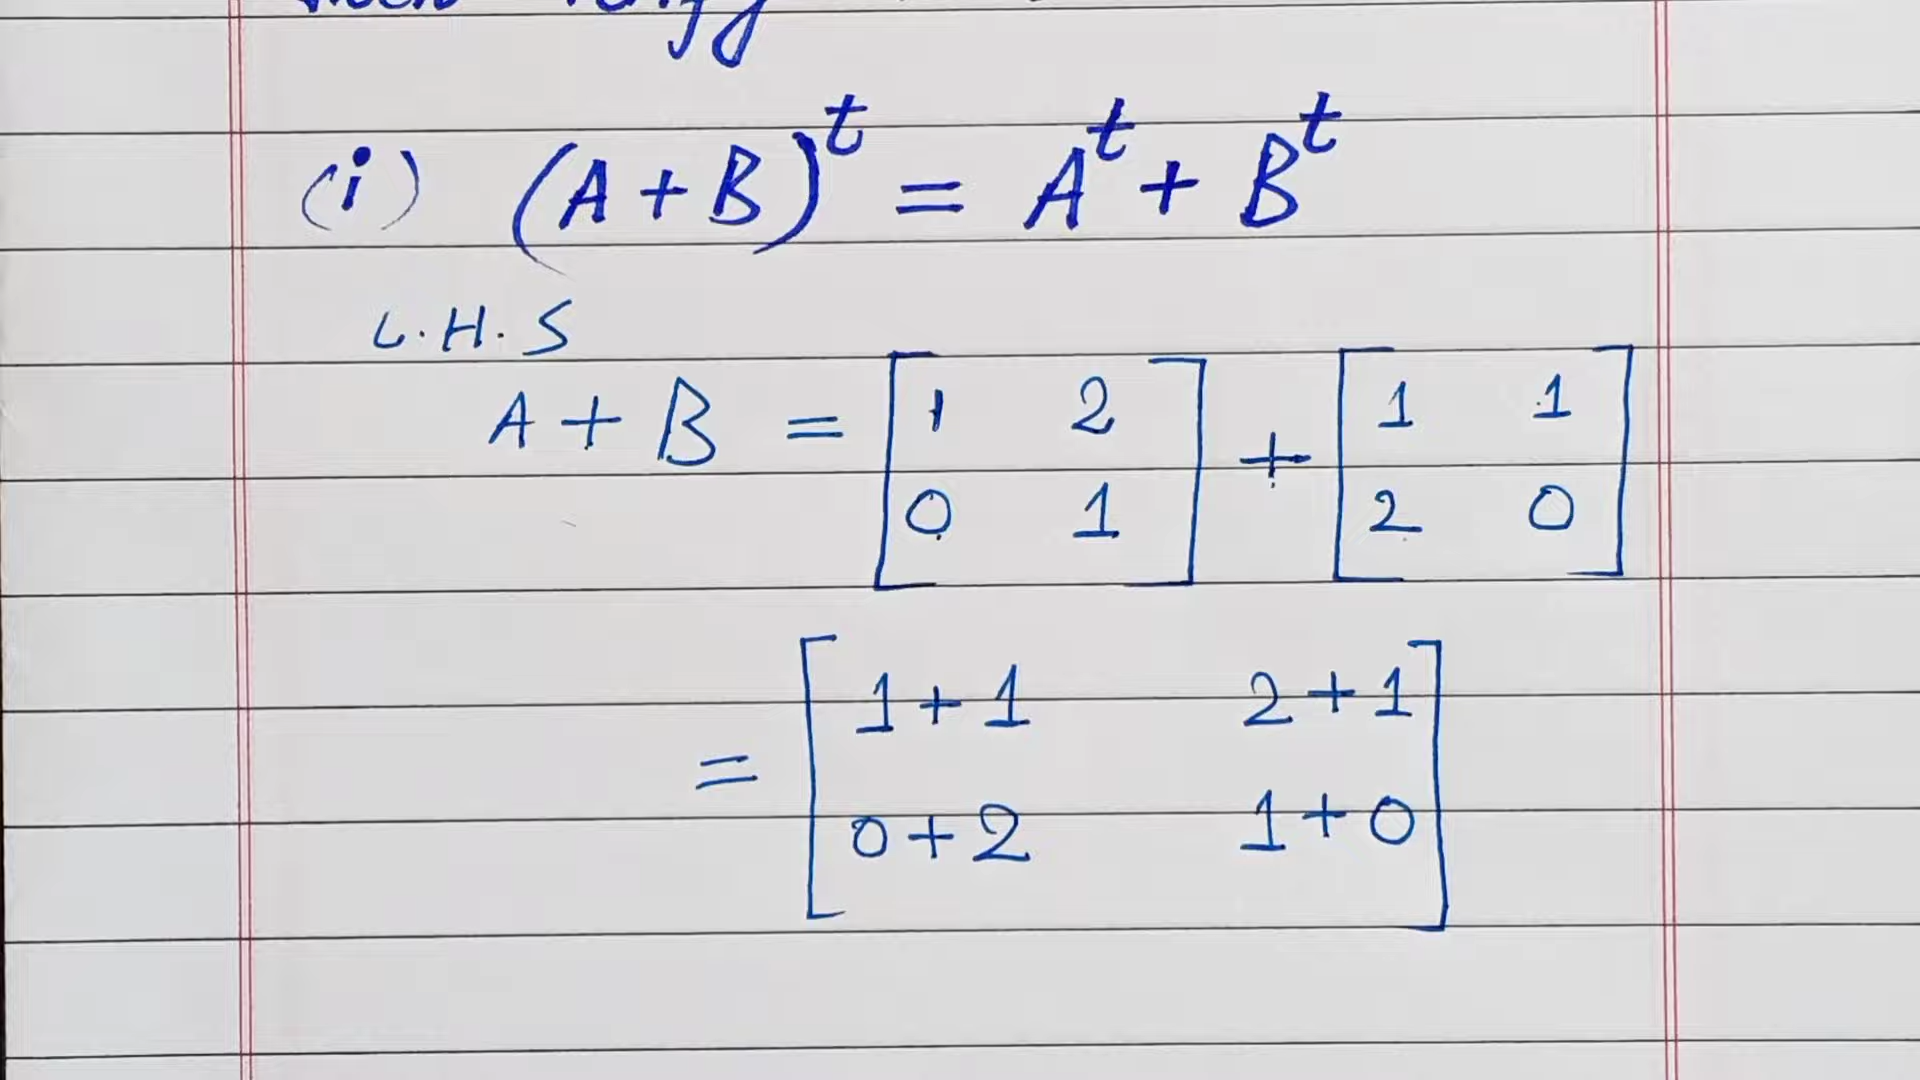 (i) (A+B)^t = A^t + B^t
L.H.S
A + B = [1 2; 0 1] + [1 1; 2 0]
= [1+1 2+1; 0+2 1+0]